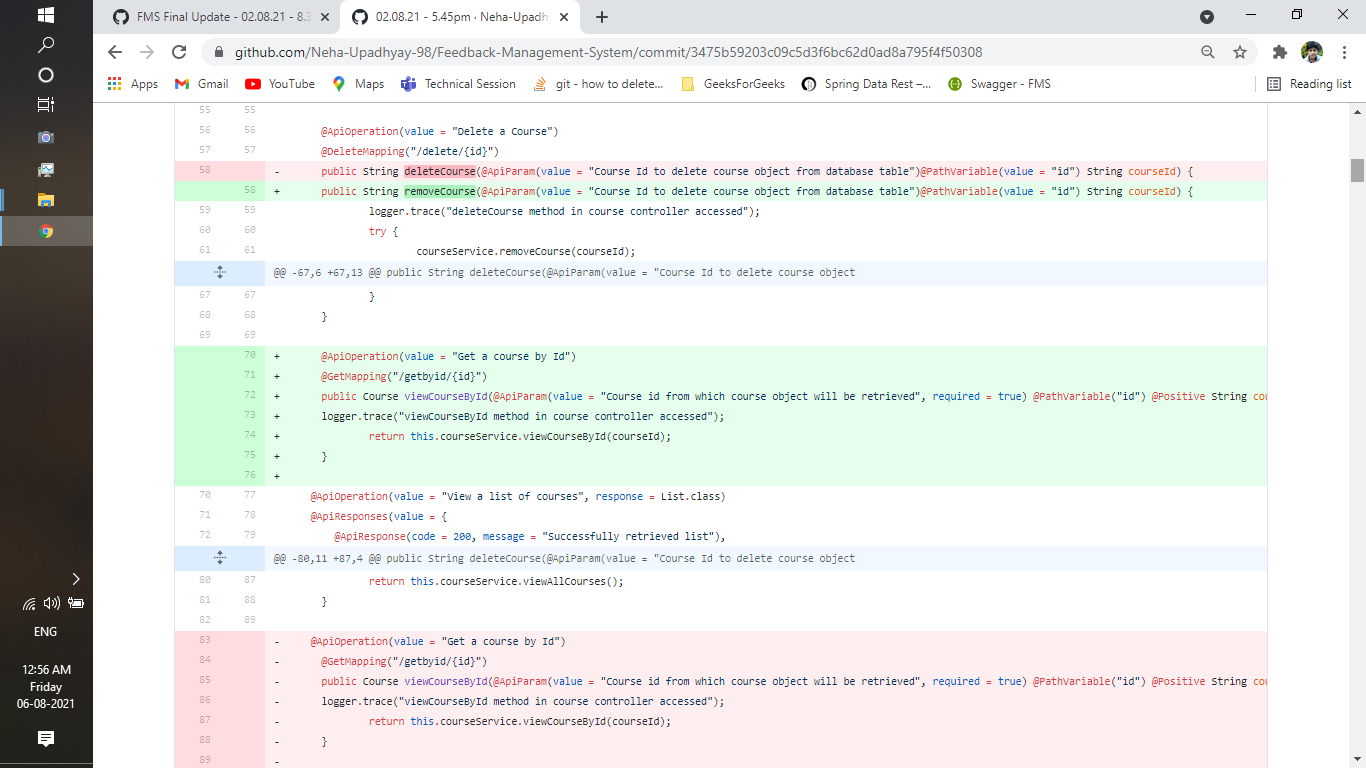 FMS Final Update - 02.08.21 - 8.3
02.08.21 - 5.45pm · Neha-Upadhy
github.com/Neha-Upadhyay-98/Feedback-Management-System/commit/3475b59203c09c5d3f6bc62d0ad8a795f4f50308
Apps Gmail YouTube Maps Technical Session git - how to delete... GeeksForGeeks Spring Data Rest –... Swagger - FMS Reading list
55 55
56 56 @ApiOperation(value = "Delete a Course")
57 57 @DeleteMapping("/delete/{id}")
58 - public String deleteCourse(@ApiParam(value = "Course Id to delete course object from database table")@PathVariable(value = "id") String courseId) {
58 + public String removeCourse(@ApiParam(value = "Course Id to delete course object from database table")@PathVariable(value = "id") String courseId) {
59 59 logger.trace("deleteCourse method in course controller accessed");
60 60 try {
61 61 courseService.removeCourse(courseId);
@@ -67,6 +67,13 @@ public String deleteCourse(@ApiParam(value = "Course Id to delete course object
67 67 }
68 68 }
69 69
70 + @ApiOperation(value = "Get a course by Id")
71 + @GetMapping("/getbyid/{id}")
72 + public Course viewCourseById(@ApiParam(value = "Course id from which course object will be retrieved", required = true) @PathVariable("id") @Positive String cou
73 + logger.trace("viewCourseById method in course controller accessed");
74 + return this.courseService.viewCourseById(courseId);
75 + }
76 +
70 77 @ApiOperation(value = "View a list of courses", response = List.class)
71 78 @ApiResponses(value = {
72 79 @ApiResponse(code = 200, message = "Successfully retrieved list"),
@@ -80,11 +87,4 @@ public String deleteCourse(@ApiParam(value = "Course Id to delete course object
80 87 return this.courseService.viewAllCourses();
81 88 }
82 89
83 - @ApiOperation(value = "Get a course by Id")
84 - @GetMapping("/getbyid/{id}")
85 - public Course viewCourseById(@ApiParam(value = "Course id from which course object will be retrieved", required = true) @PathVariable("id") @Positive String cou
86 - logger.trace("viewCourseById method in course controller accessed");
87 - return this.courseService.viewCourseById(courseId);
88 - }
89 -
ENG
12:56 AM
Friday
06-08-2021